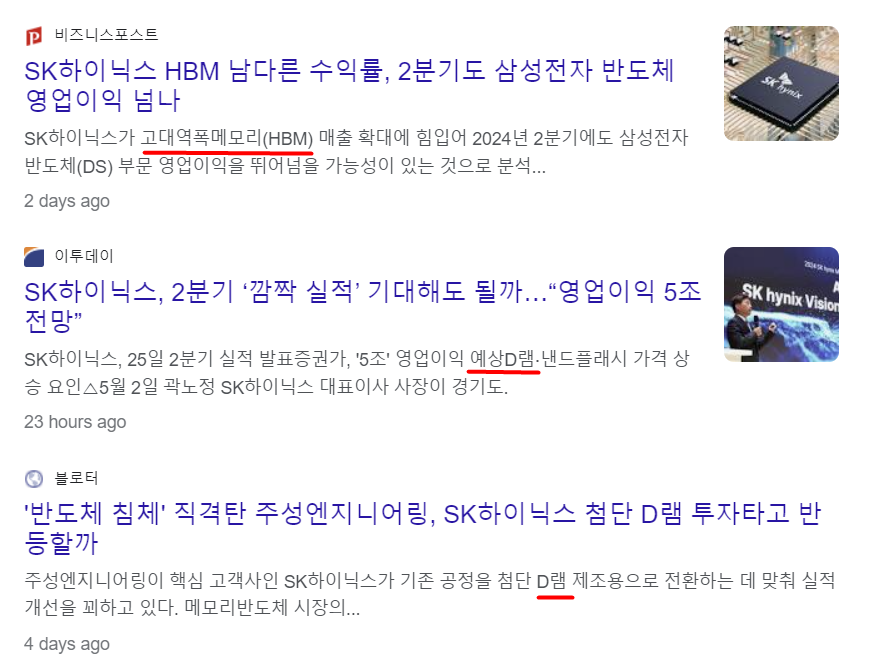 비즈니스포스트
SK하이닉스 HBM 남다른 수익률, 2분기도 삼성전자 반도체
영업이익 넘나
SK하이닉스가 고대역폭메모리(HBM) 매출 확대에 힘입어 2024년 2분기에도 삼성전자
반도체(DS) 부문 영업이익을 뛰어넘을 가능성이 있는 것으로 분석...
2 days ago
SK hynix
이투데이
SK하이닉스, 2분기 ‘깜짝 실적’ 기대해도 될까…“영업이익 5조
전망”
SK하이닉스, 25일 2분기 실적 발표증권가, '5조' 영업이익 예상D램·낸드플래시 가격 상
승 요인△5월 2일 곽노정 SK하이닉스 대표이사 사장이 경기도.
23 hours ago
SK hynix Vision
블로터
'반도체 침체' 직격탄 주성엔지니어링, SK하이닉스 첨단 D램 투자타고 반
등할까
주성엔지니어링이 핵심 고객사인 SK하이닉스가 기존 공정을 첨단 D램 제조용으로 전환하는 데 맞춰 실적
개선을 꾀하고 있다. 메모리반도체 시장의...
4 days ago